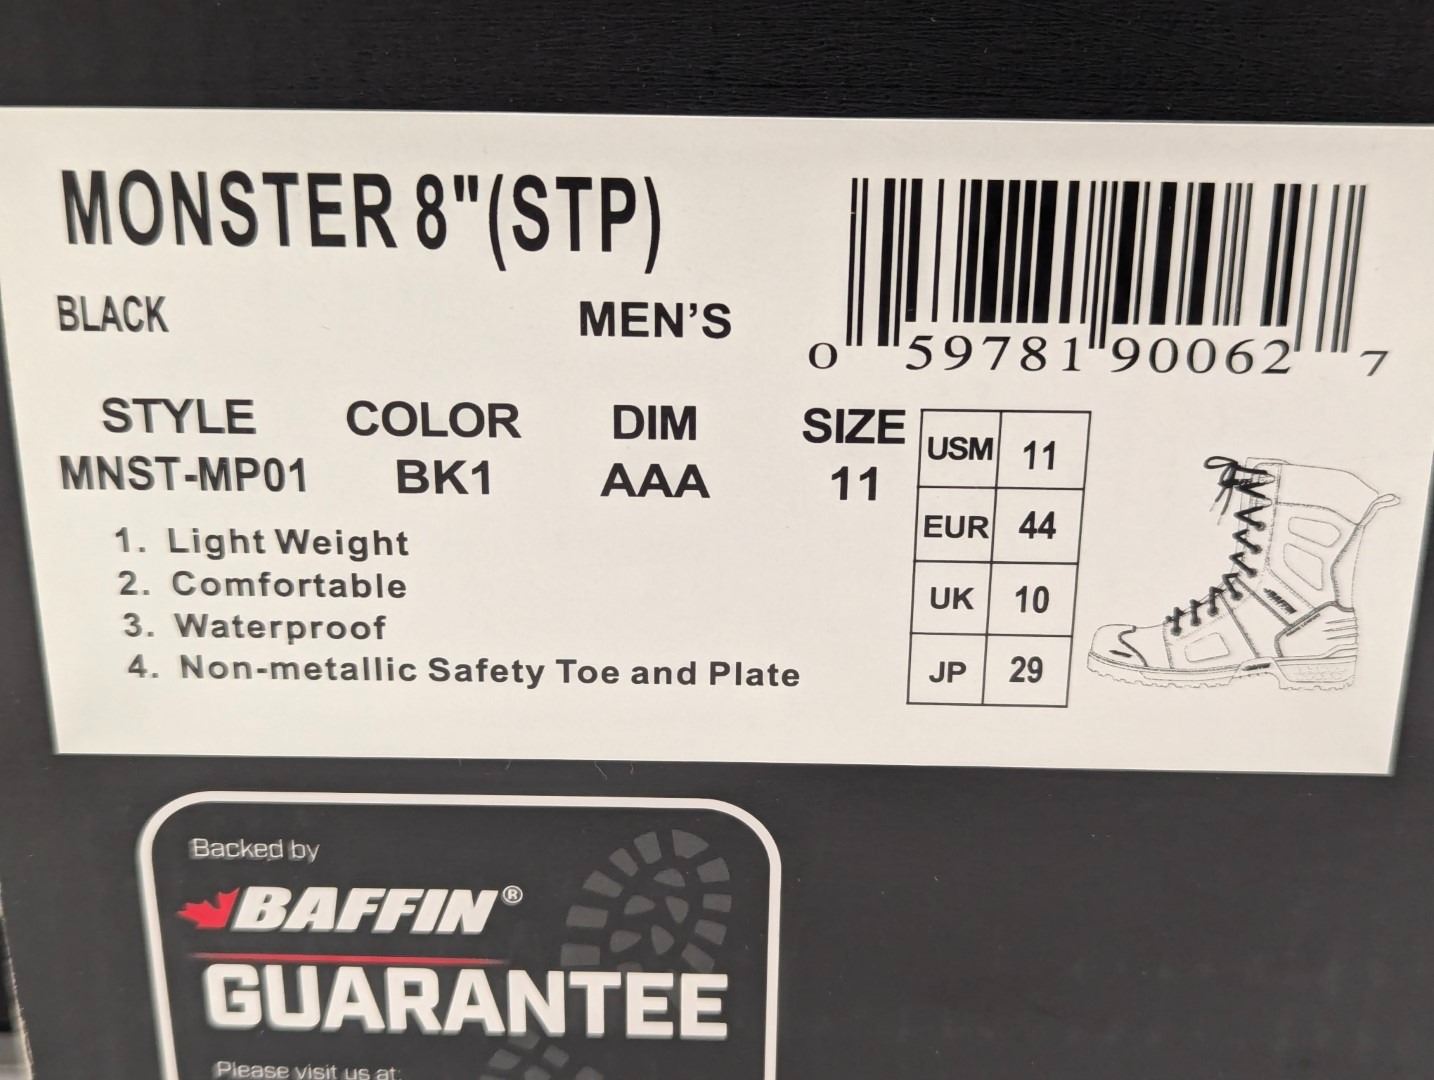 MONSTER 8"(STP)
BLACK MEN'S
0 59781 90062 7
STYLE COLOR DIM SIZE
MNST-MP01 BK1 AAA 11
USM 11
EUR 44
UK 10
JP 29
1. Light Weight
2. Comfortable
3. Waterproof
4. Non-metallic Safety Toe and Plate
Backed by
BAFFIN®
GUARANTEE
Please visit us at: